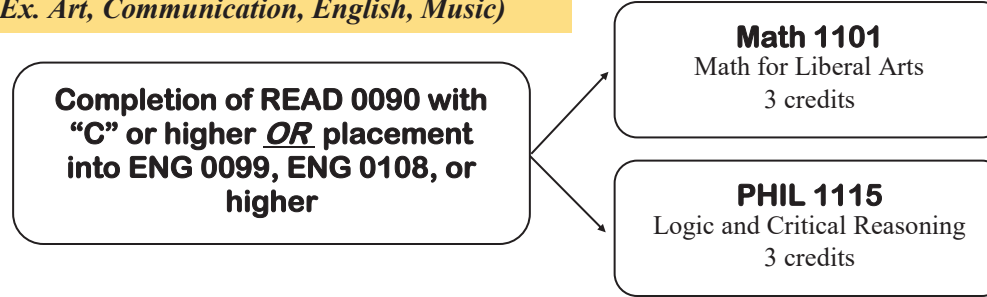 Ex. Art, Communication, English, Music)
Completion of READ 0090 with
“C” or higher OR placement
into ENG 0099, ENG 0108, or
higher
Math 1101
Math for Liberal Arts
3 credits
PHIL 1115
Logic and Critical Reasoning
3 credits